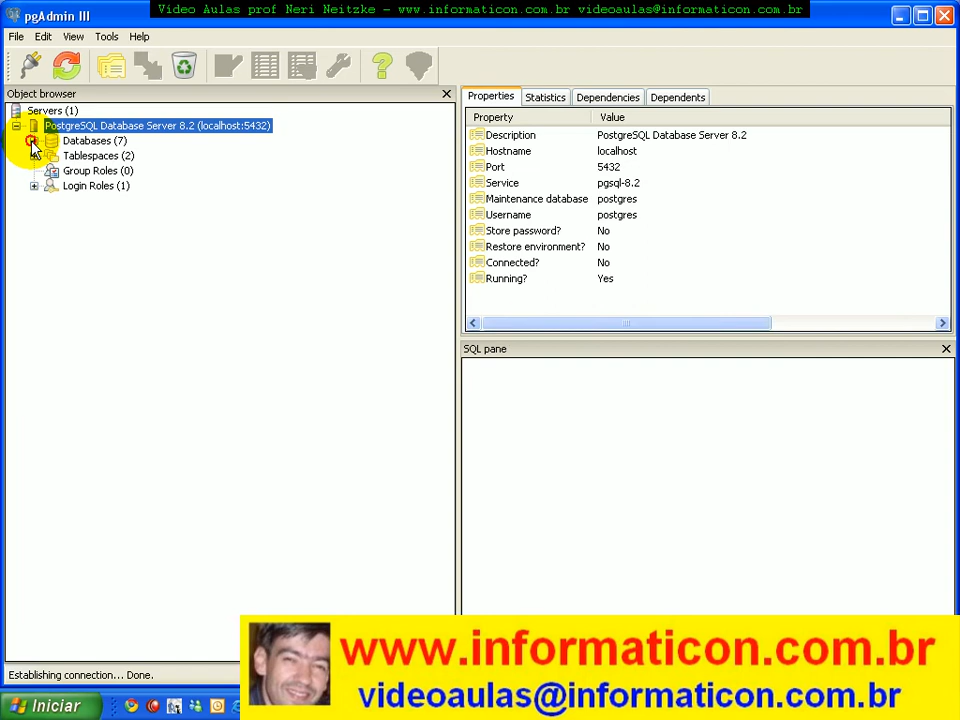 pgAdmin III
Video Aulas prof Neri Neitzke - www.informaticon.com.br videoaulas@informaticon.com.br
File Edit View Tools Help
Object browser
Servers (1)
PostgreSQL Database Server 8.2 (localhost:5432)
Databases (7)
Tablespaces (2)
Group Roles (0)
Login Roles (1)
Properties Statistics Dependencies Dependents
Property Value
Description PostgreSQL Database Server 8.2
Hostname localhost
Port 5432
Service pgsql-8.2
Maintenance database postgres
Username postgres
Store password? No
Restore environment? No
Connected? No
Running? Yes
SQL pane
www.informaticon.com.br
videoaulas@informaticon.com.br
Establishing connection... Done.
Iniciar